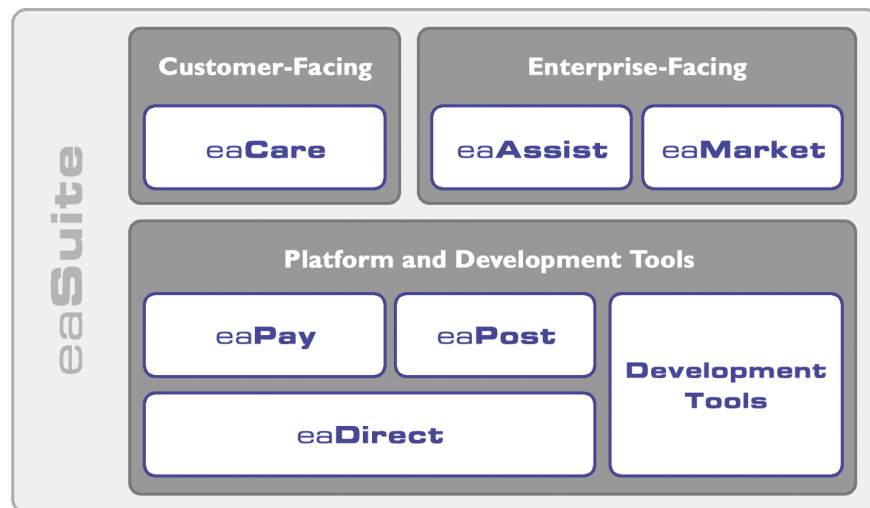 eaSuite
Customer-Facing
eaCare
Enterprise-Facing
eaAssist
eaMarket
Platform and Development Tools
eaPay
eaPost
Development
Tools
eaDirect